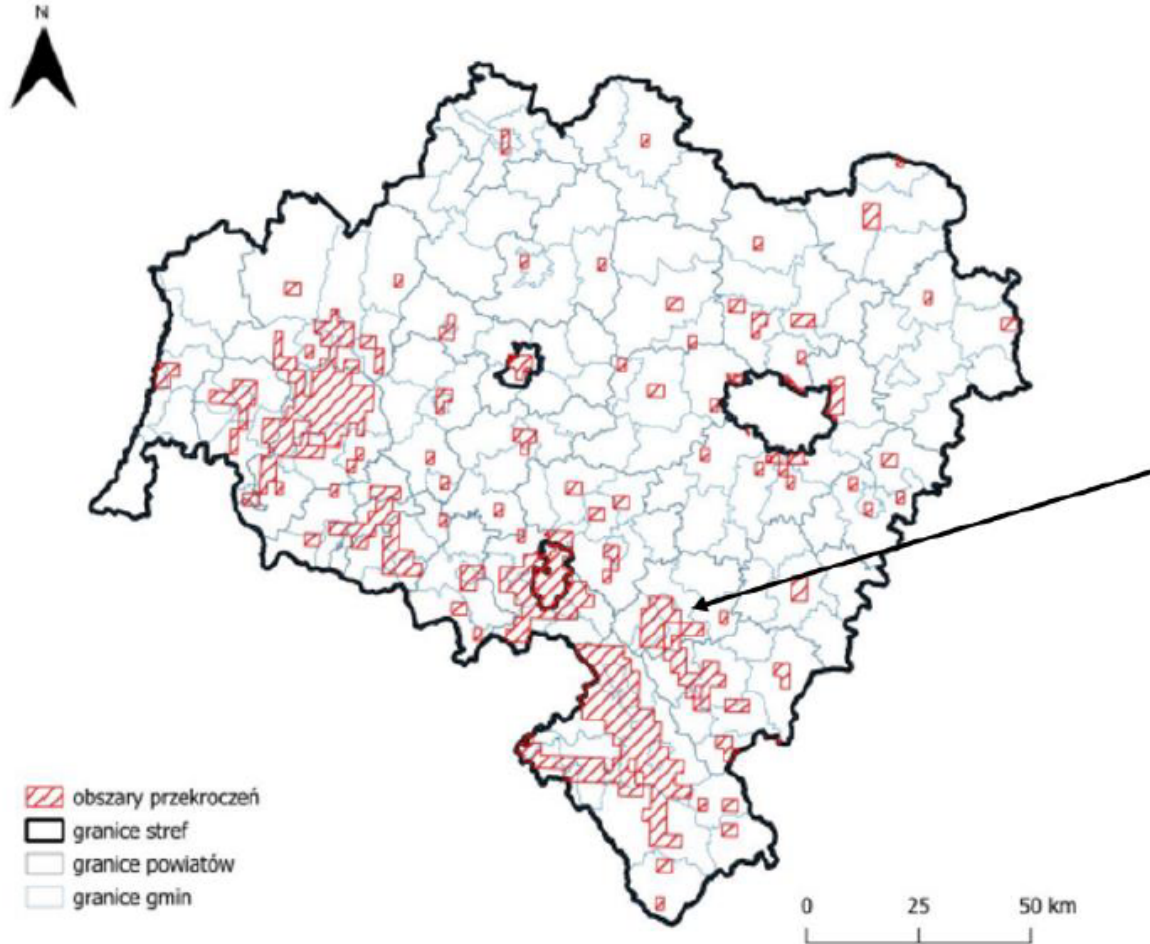 N
obszary przekroczeń
granice stref
granice powiatów
granice gmin
0 25 50 km